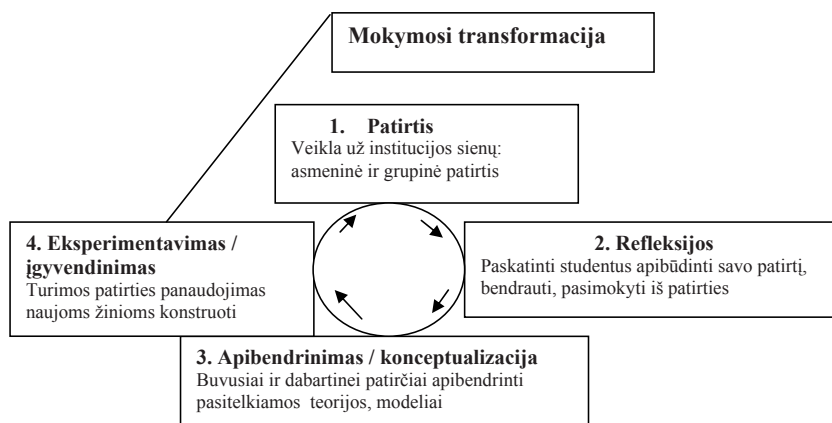 Mokymosi transformacija
1. Patirtis
Veikla už institucijos sienų:
asmeninė ir grupinė patirtis
2. Refleksijos
Paskatinti studentus apibūdinti savo patirtį,
bendrauti, pasimokyti iš patirties
3. Apibendrinimas / konceptualizacija
Buvusiai ir dabartinei patirčiai apibendrinti
pasitelkiamos teorijos, modeliai
4. Eksperimentavimas /
įgyvendinimas
Turimos patirties panaudojimas
naujoms žinioms konstruoti